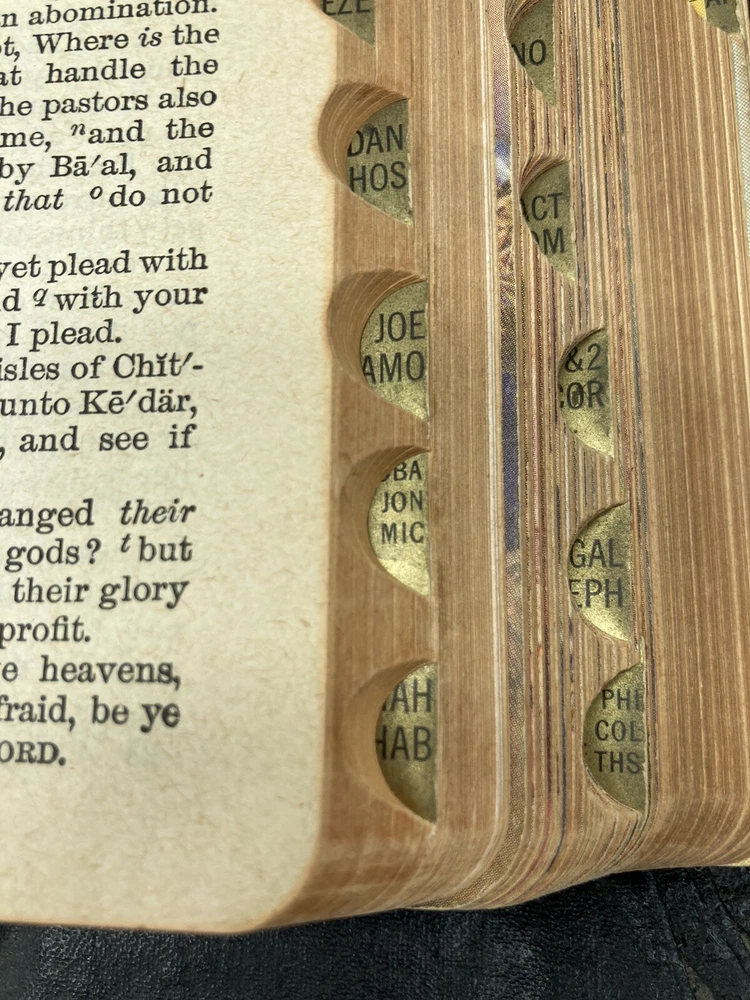 n abomination.
t, Where is the
at handle the
he pastors also
me, ⁿand the
by Bā′al, and
that ᵒdo not
yet plead with
d ᑫwith your
I plead.
isles of Chĭt′-
unto Kē′där,
, and see if
anged their
gods? ᵗbut
their glory
profit.
e heavens,
fraid, be ye
ORD.
EZE
DAN
HOS
JOE
AMO
BA
JON
MIC
AH
HAB
NO
ACT
OM
&2
COR
GAL
EPH
PHI
COL
THS